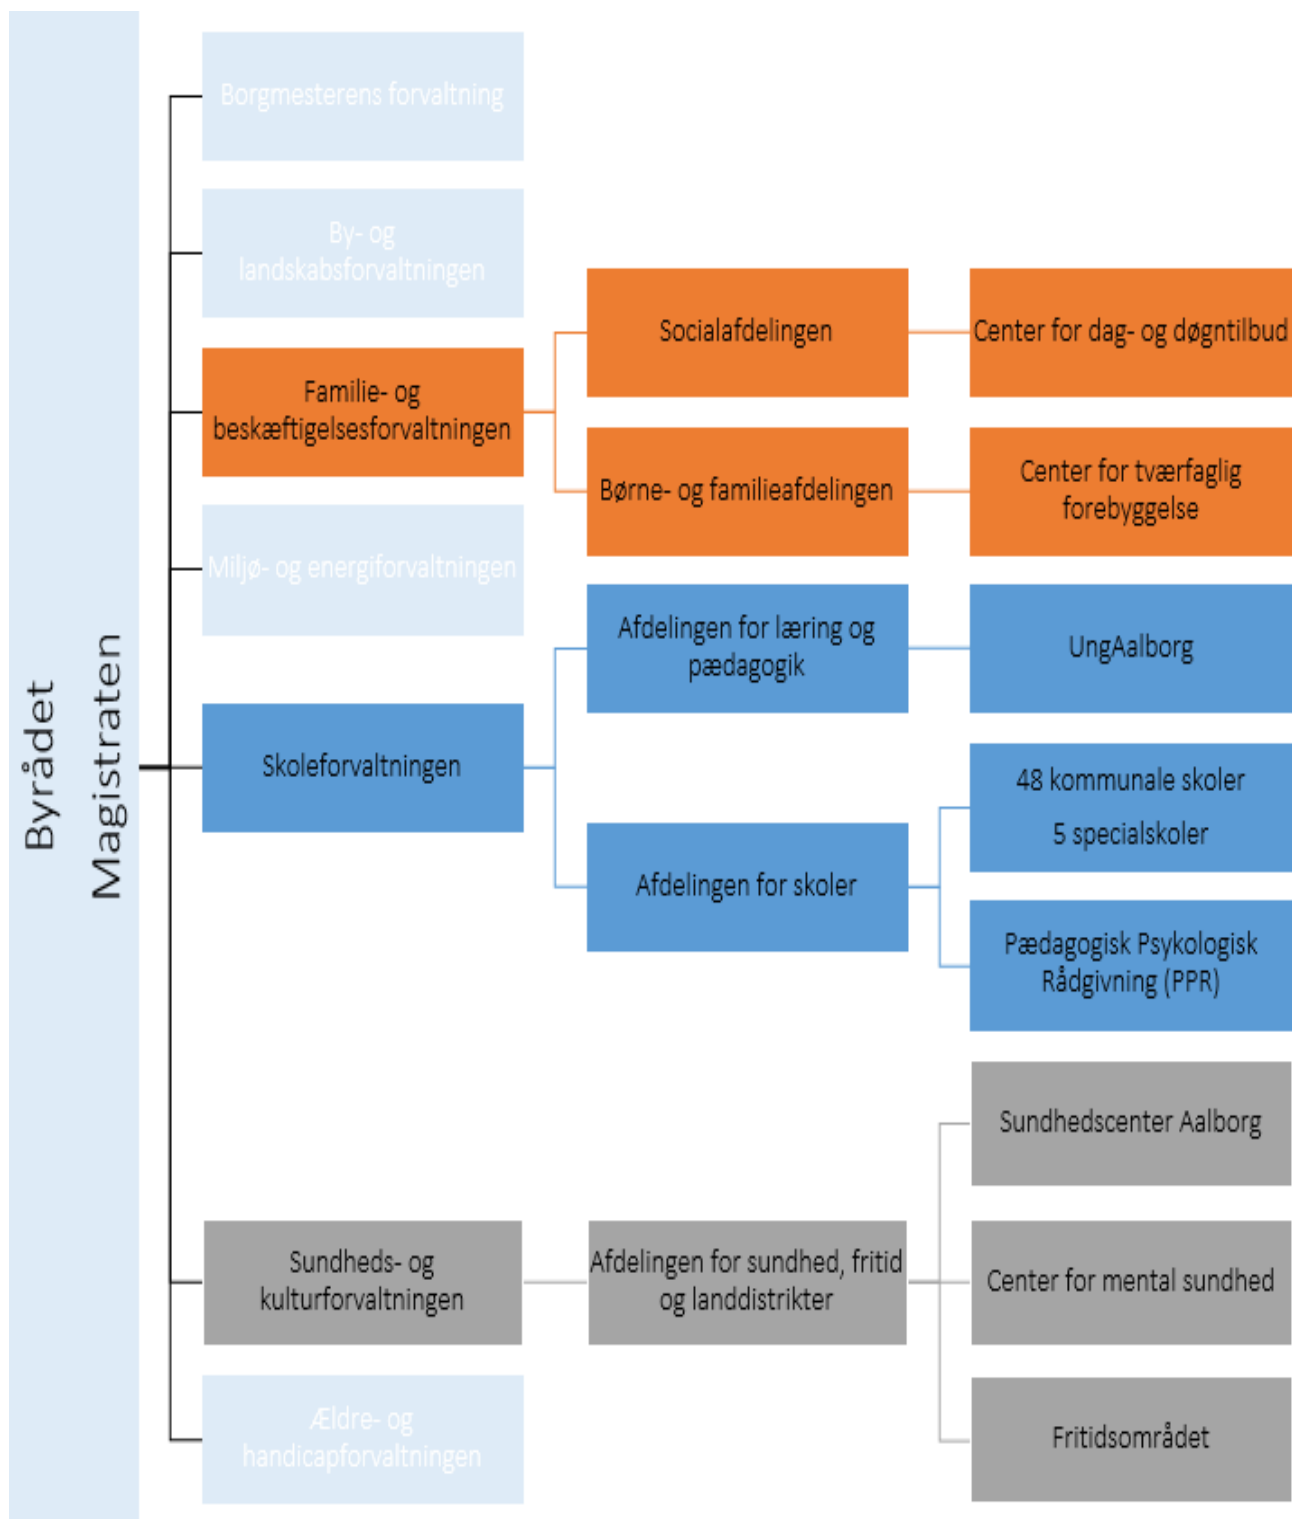 Byrådet
Magistraten
Borgmesterens forvaltning
By- og
landskabsforvaltningen
Familie- og
beskæftigelsesforvaltningen
Socialafdelingen
Center for dag- og døgntilbud
Børne- og familieafdelingen
Center for tværfaglig
forebyggelse
Miljø- og energiforvaltningen
Skoleforvaltningen
Afdelingen for læring og
pædagogik
UngAalborg
Afdelingen for skoler
48 kommunale skoler
5 specialskoler
Pædagogisk Psykologisk
Rådgivning (PPR)
Sundheds- og
kulturforvaltningen
Afdelingen for sundhed, fritid
og landdistrikter
Sundhedscenter Aalborg
Center for mental sundhed
Fritidsområdet
Ældre- og
handicapforvaltningen